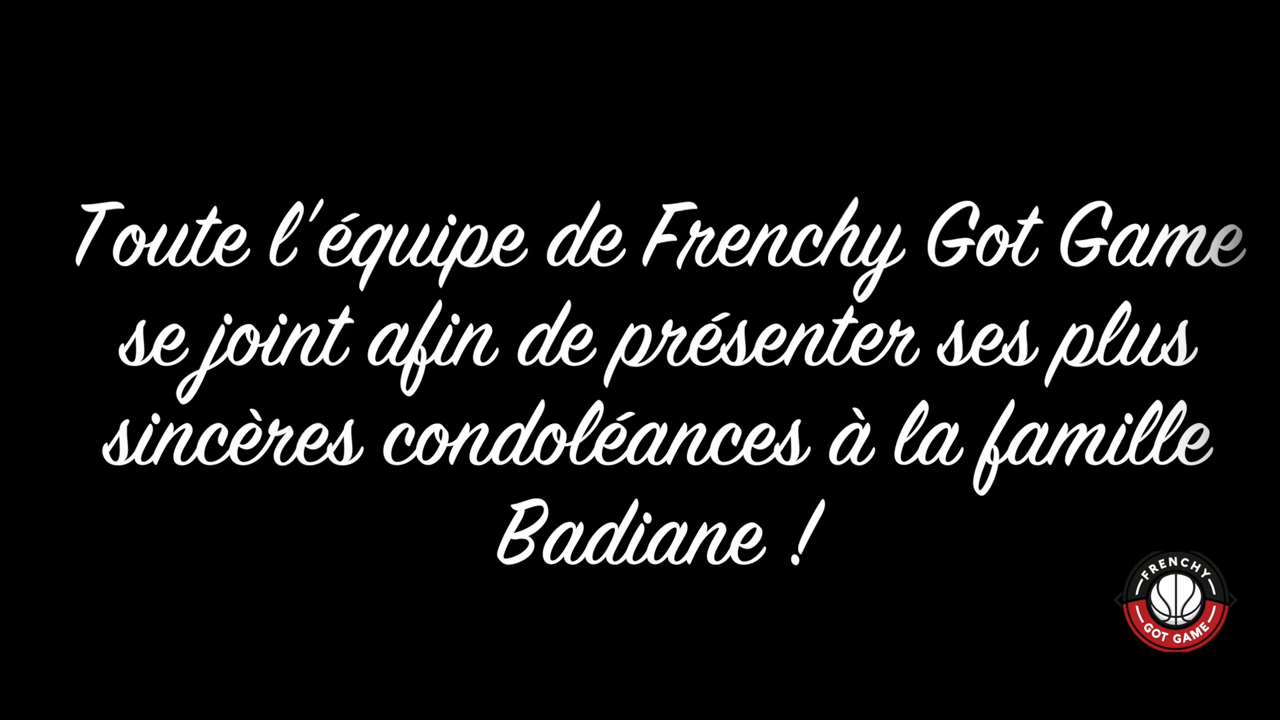 Toute l'équipe de Frenchy Got Game
se joint afin de présenter ses plus
sincères condoléances à la famille
Badiane !
FRENCHY
GOT GAME